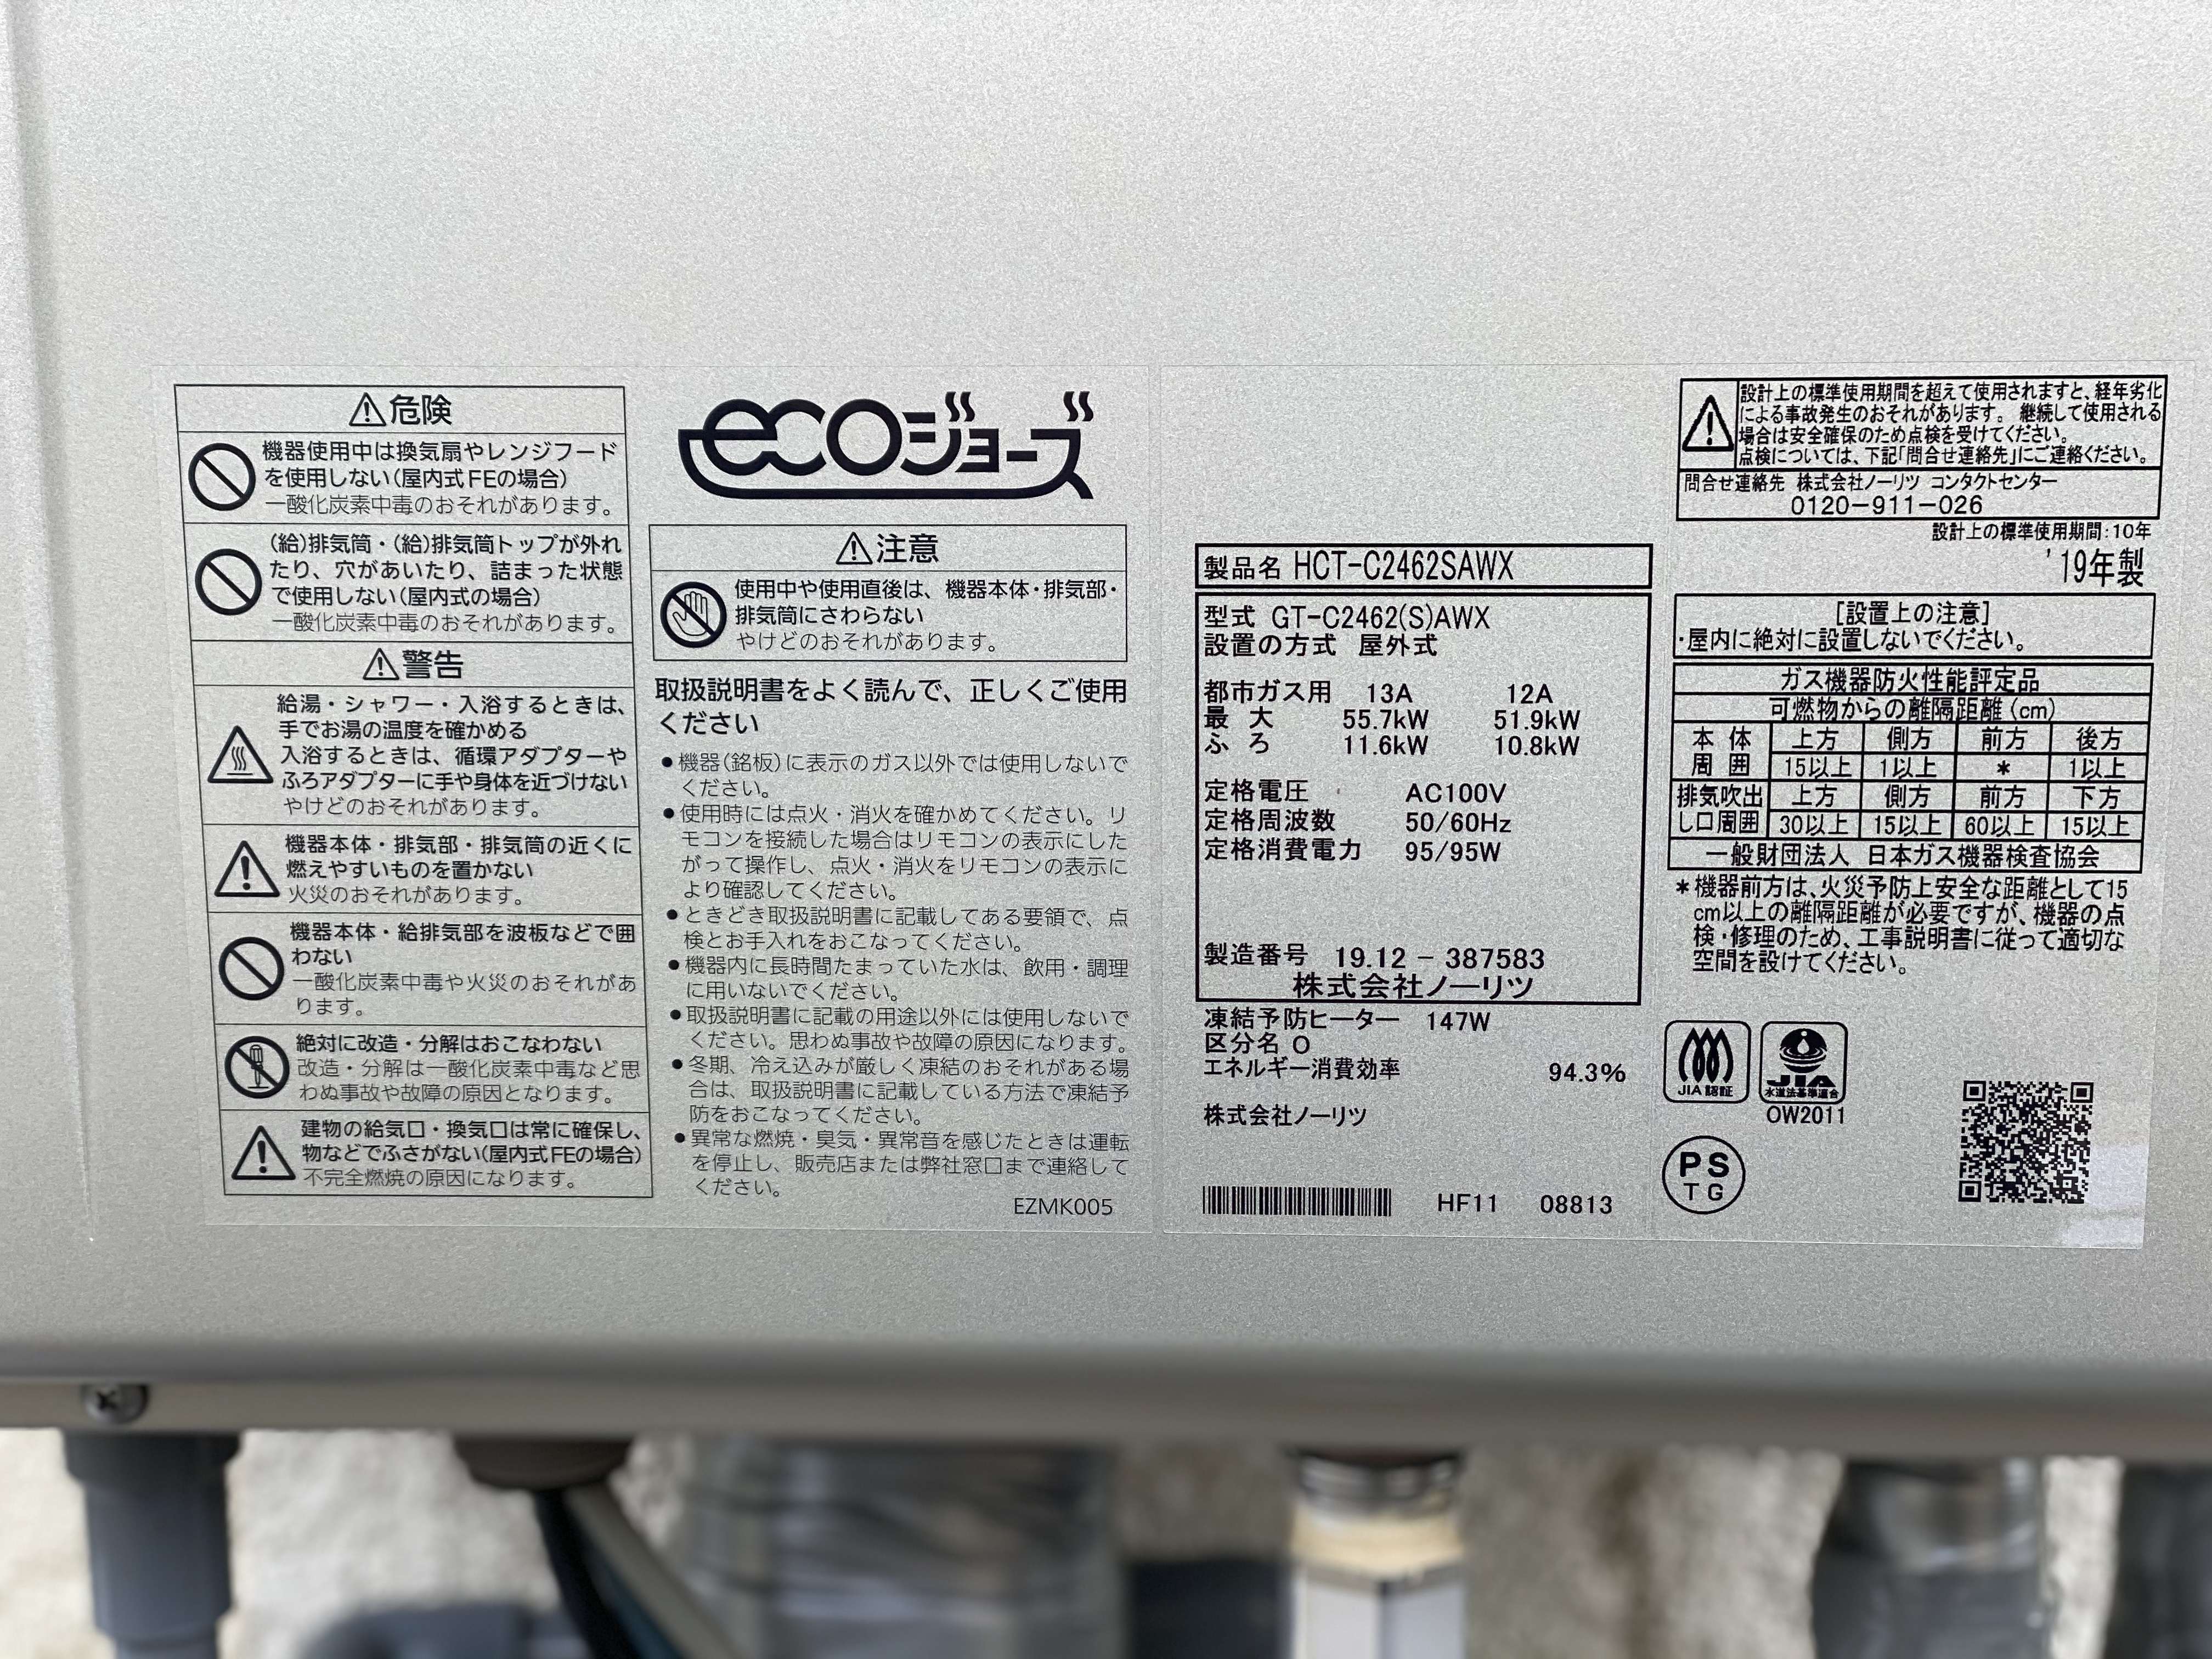 ⚠危険
機器使用中は換気扇やレンジフード
を使用しない(屋内式FEの場合)
一酸化炭素中毒のおそれがあります。
(給)排気筒・(給)排気筒トップが外れ
たり、穴があいたり、詰まった状態
で使用しない(屋内式の場合)
一酸化炭素中毒のおそれがあります。
⚠警告
給湯・シャワー・入浴するときは、
手でお湯の温度を確かめる
入浴するときは、循環アダプターや
ふろアダプターに手や身体を近づけない
やけどのおそれがあります。
機器本体・排気部・排気筒の近くに
燃えやすいものを置かない
火災のおそれがあります。
機器本体・給排気部を波板などで囲
わない
一酸化炭素中毒や火災のおそれがあ
ります。
絶対に改造・分解はおこなわない
改造・分解は一酸化炭素中毒など思
わぬ事故や故障の原因となります。
建物の給気口・換気口は常に確保し、
物などでふさがない(屋内式FEの場合)
不完全燃焼の原因になります。
ecoジョーズ
⚠注意
使用中や使用直後は、機器本体・排気部・
排気筒にさわらない
やけどのおそれがあります。
取扱説明書をよく読んで、正しくご使用
ください
●機器(銘板)に表示のガス以外では使用しないで
ください。
●使用時には点火・消火を確かめてください。リ
モコンを接続した場合はリモコンの表示にした
がって操作し、点火・消火をリモコンの表示に
より確認してください。
●ときどき取扱説明書に記載してある要領で、点
検とお手入れをおこなってください。
●機器内に長時間たまっていた水は、飲用・調理
に用いないでください。
●取扱説明書に記載の用途以外には使用しないで
ください。思わぬ事故や故障の原因になります。
●冬期、冷え込みが厳しく凍結のおそれがある場
合は、取扱説明書に記載している方法で凍結予
防をおこなってください。
●異常な燃焼・臭気・異常音を感じたときは運転
を停止し、販売店または弊社窓口まで連絡して
ください。
EZMK005
製品名 HCT-C2462SAWX
型式 GT-C2462(S)AWX
設置の方式 屋外式
都市ガス用 13A 12A
最大 55.7kW 51.9kW
ふろ 11.6kW 10.8kW
定格電圧 AC100V
定格周波数 50/60Hz
定格消費電力 95/95W
製造番号 19.12 - 387583
株式会社ノーリツ
凍結予防ヒーター 147W
区分名 O
エネルギー消費効率 94.3%
株式会社ノーリツ
HF11 08813
設計上の標準使用期間を超えて使用されますと、経年劣化
による事故発生のおそれがあります。継続して使用される
場合は安全確保のため点検を受けてください。
点検については、下記「問合せ連絡先」にご連絡ください。
問合せ連絡先 株式会社ノーリツ コンタクトセンター
0120-911-026
設計上の標準使用期間:10年
'19年製
[設置上の注意]
・屋内に絶対に設置しないでください。
ガス機器防火性能評定品
可燃物からの離隔距離(cm)
本体 上方 側方 前方 後方
周囲 15以上 1以上 * 1以上
排気吹出 上方 側方 前方 下方
し口周囲 30以上 15以上 60以上 15以上
一般財団法人 日本ガス機器検査協会
*機器前方は、火災予防上安全な距離として15
cm以上の離隔距離が必要ですが、機器の点
検・修理のため、工事説明書に従って適切な
空間を設けてください。
JIA認証
JIA
水道法基準適合
OW2011
PS
TG